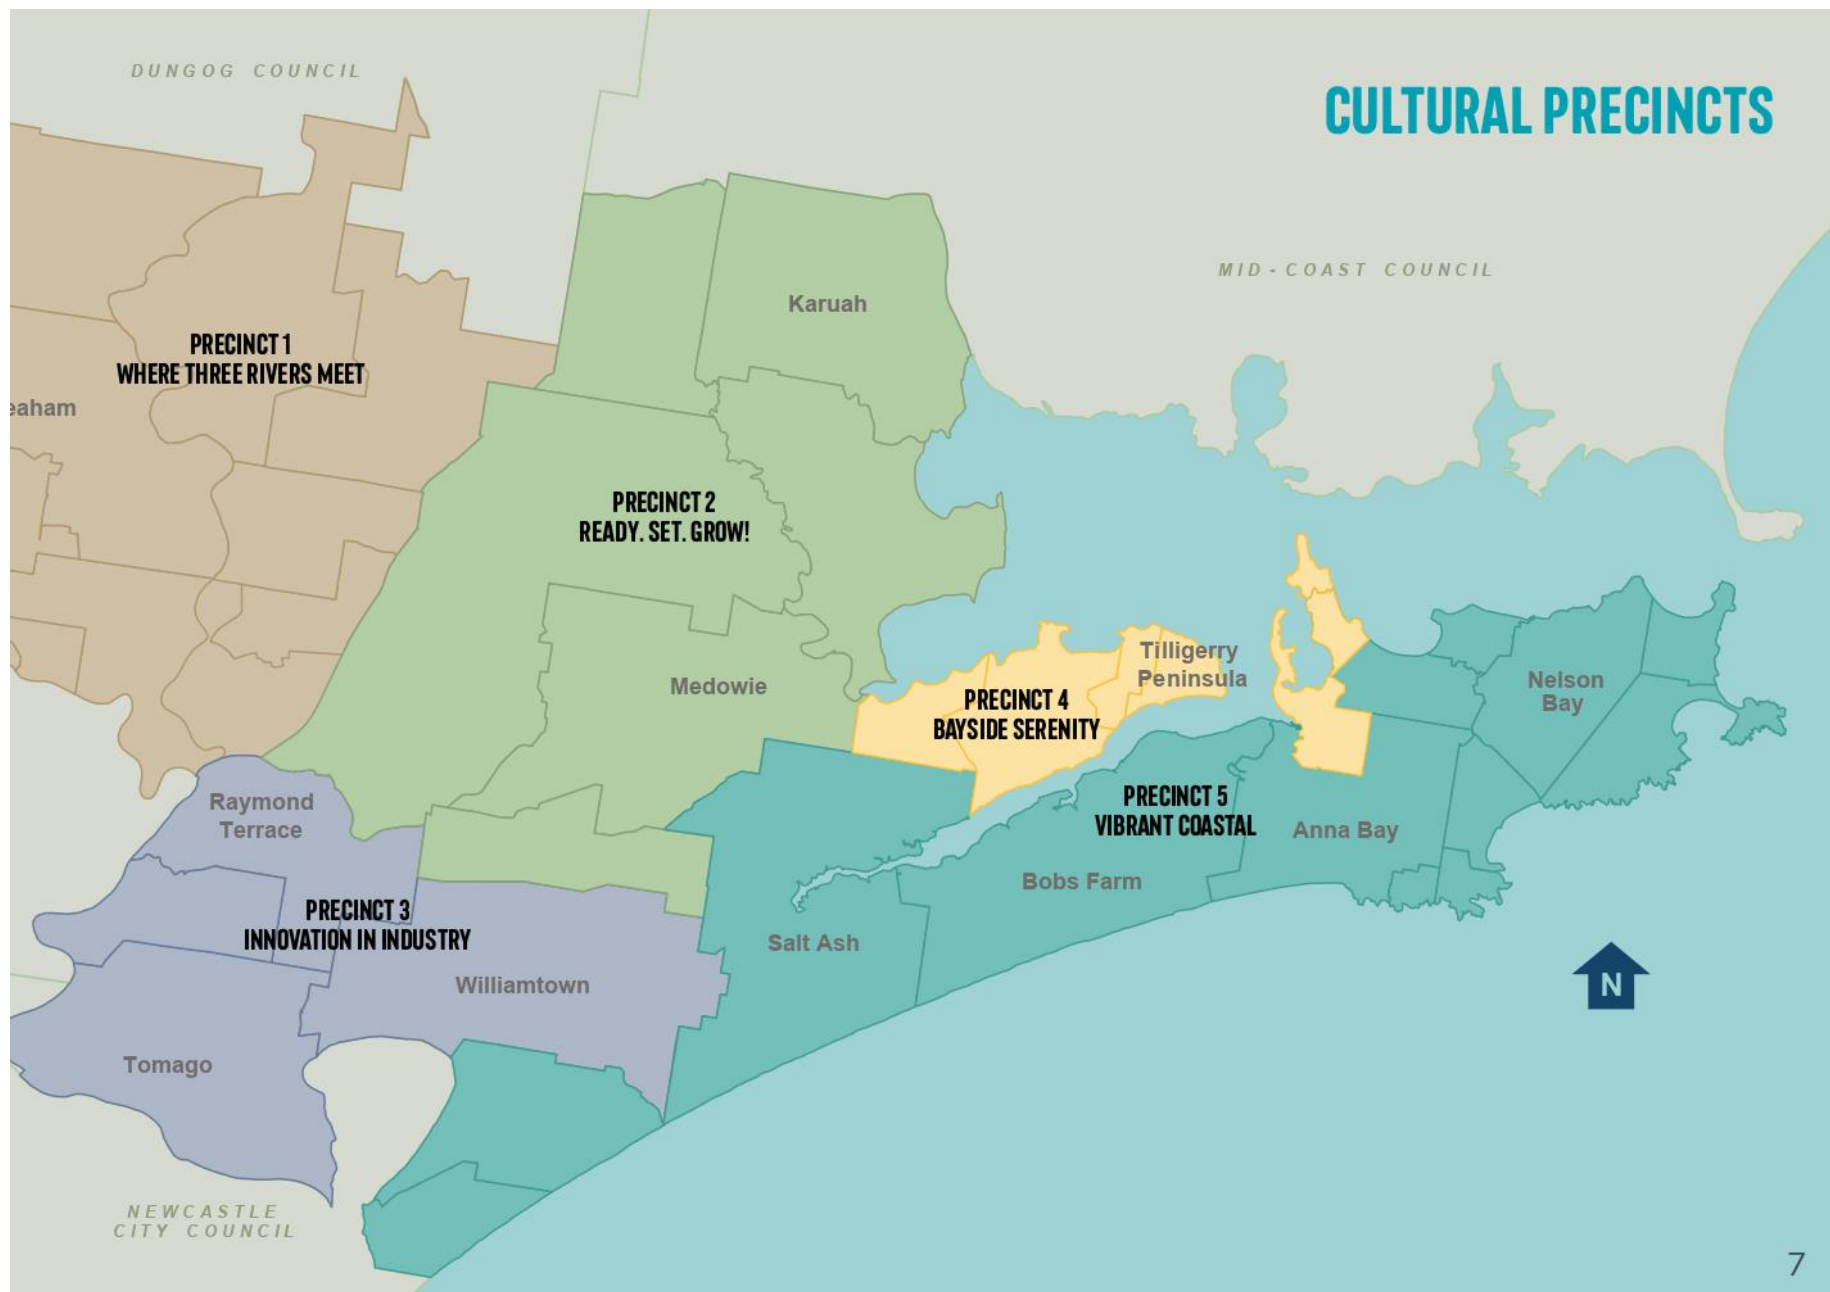 DUNGOG COUNCIL
CULTURAL PRECINCTS
MID - COAST COUNCIL
Karuah
PRECINCT 1
WHERE THREE RIVERS MEET
eaham
PRECINCT 2
READY. SET. GROW!
Tilligerry
Peninsula
Medowie
PRECINCT 4
BAYSIDE SERENITY
Nelson
Bay
Raymond
Terrace
PRECINCT 5
VIBRANT COASTAL
Anna Bay
Bobs Farm
PRECINCT 3
INNOVATION IN INDUSTRY
Salt Ash
Williamtown
N
Tomago
NEWCASTLE
CITY COUNCIL
7